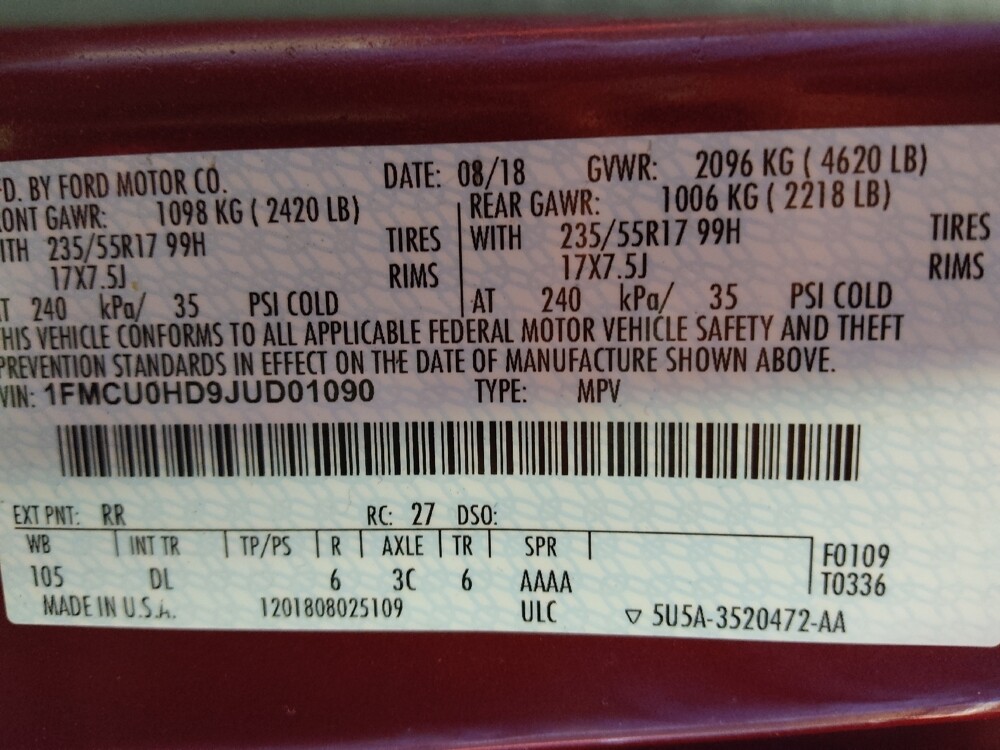 FD. BY FORD MOTOR CO. DATE: 08/18 GVWR: 2096 KG ( 4620 LB)
RONT GAWR: 1098 KG ( 2420 LB) REAR GAWR: 1006 KG ( 2218 LB)
ITH 235/55R17 99H TIRES WITH 235/55R17 99H TIRES
17X7.5J RIMS 17X7.5J RIMS
AT 240 kPa/ 35 PSI COLD AT 240 kPa/ 35 PSI COLD
THIS VEHICLE CONFORMS TO ALL APPLICABLE FEDERAL MOTOR VEHICLE SAFETY AND THEFT
PREVENTION STANDARDS IN EFFECT ON THE DATE OF MANUFACTURE SHOWN ABOVE.
VIN: 1FMCU0HD9JUD01090 TYPE: MPV
EXT PNT: RR RC: 27 DSO:
WB INT TR TP/PS R AXLE TR SPR F0109
105 DL 6 3C 6 AAAA T0336
MADE IN U.S.A. 1201808025109 ULC ▽ 5U5A-3520472-AA